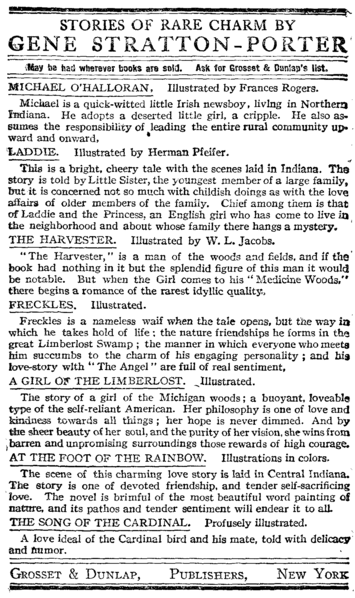 STORIES OF RARE CHARM BY
GENE STRATTON-PORTER
May be had wherever books are sold. Ask for Grosset & Dunlap's list.
MICHAEL O'HALLORAN. Illustrated by Frances Rogers.
Michael is a quick-witted little Irish newsboy, living in Northern
Indiana. He adopts a deserted little girl, a cripple. He also as-
sumes the responsibility of leading the entire rural community up-
ward and onward.
LADDIE. Illustrated by Herman Pfeifer.
This is a bright, cheery tale with the scenes laid in Indiana. The
story is told by Little Sister, the youngest member of a large family,
but it is concerned not so much with childish doings as with the love
affairs of older members of the family. Chief among them is that
of Laddie and the Princess, an English girl who has come to live in
the neighborhood and about whose family there hangs a mystery.
THE HARVESTER. Illustrated by W. L. Jacobs.
"The Harvester," is a man of the woods and fields, and if the
book had nothing in it but the splendid figure of this man it would
be notable. But when the Girl comes to his "Medicine Woods,"
there begins a romance of the rarest idyllic quality.
FRECKLES. Illustrated.
Freckles is a nameless waif when the tale opens, but the way in
which he takes hold of life; the nature friendships he forms in the
great Limberlost Swamp; the manner in which everyone who meets
him succumbs to the charm of his engaging personality; and his
love-story with "The Angel" are full of real sentiment.
A GIRL OF THE LIMBERLOST. Illustrated.
The story of a girl of the Michigan woods; a buoyant, loveable
type of the self-reliant American. Her philosophy is one of love and
kindness towards all things; her hope is never dimmed. And by
the sheer beauty of her soul, and the purity of her vision, she wins from
barren and unpromising surroundings those rewards of high courage.
AT THE FOOT OF THE RAINBOW. Illustrations in colors.
The scene of this charming love story is laid in Central Indiana.
The story is one of devoted friendship, and tender self-sacrificing
love. The novel is brimful of the most beautiful word painting of
nature, and its pathos and tender sentiment will endear it to all.
THE SONG OF THE CARDINAL. Profusely illustrated.
A love ideal of the Cardinal bird and his mate, told with delicacy
and humor.
GROSSET & DUNLAP, PUBLISHERS, NEW YORK